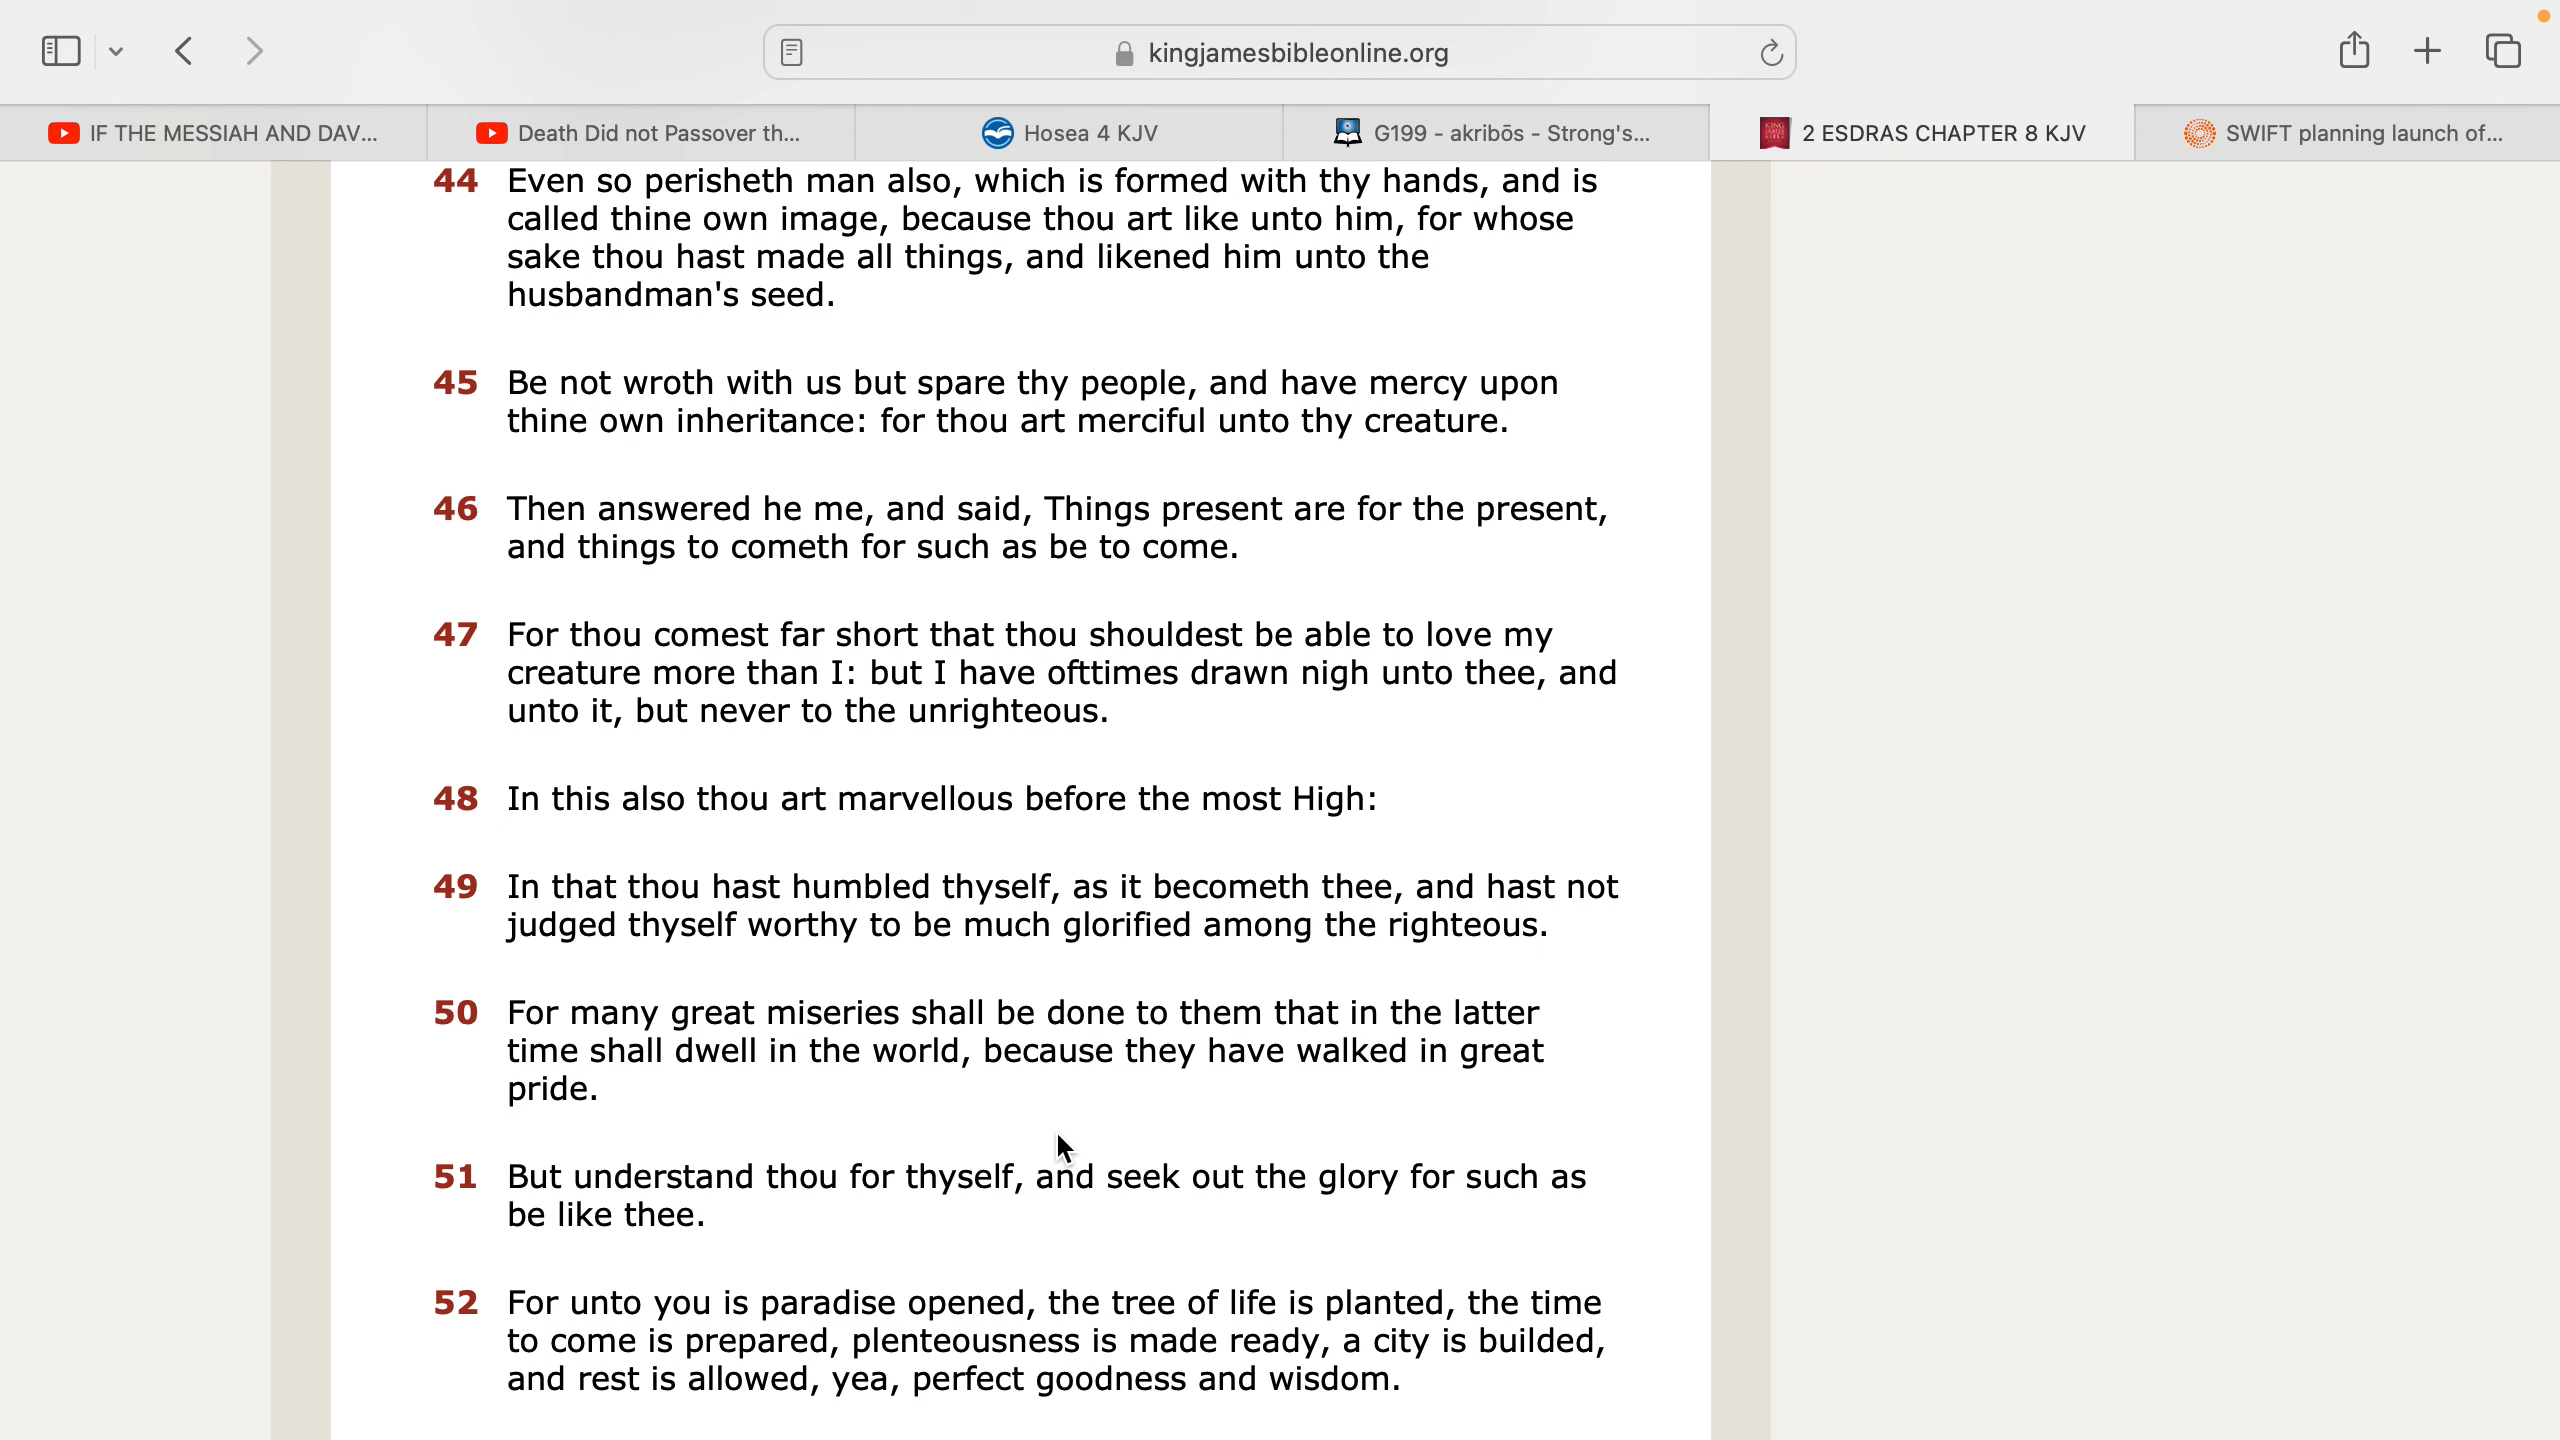 kingjamesbibleonline.org
IF THE MESSIAH AND DAV...
Death Did not Passover th...
Hosea 4 KJV
G199 - akribōs - Strong's...
2 ESDRAS CHAPTER 8 KJV
SWIFT planning launch of...
44 Even so perisheth man also, which is formed with thy hands, and is
called thine own image, because thou art like unto him, for whose
sake thou hast made all things, and likened him unto the
husbandman's seed.
45 Be not wroth with us but spare thy people, and have mercy upon
thine own inheritance: for thou art merciful unto thy creature.
46 Then answered he me, and said, Things present are for the present,
and things to cometh for such as be to come.
47 For thou comest far short that thou shouldest be able to love my
creature more than I: but I have ofttimes drawn nigh unto thee, and
unto it, but never to the unrighteous.
48 In this also thou art marvellous before the most High:
49 In that thou hast humbled thyself, as it becometh thee, and hast not
judged thyself worthy to be much glorified among the righteous.
50 For many great miseries shall be done to them that in the latter
time shall dwell in the world, because they have walked in great
pride.
51 But understand thou for thyself, and seek out the glory for such as
be like thee.
52 For unto you is paradise opened, the tree of life is planted, the time
to come is prepared, plenteousness is made ready, a city is builded,
and rest is allowed, yea, perfect goodness and wisdom.